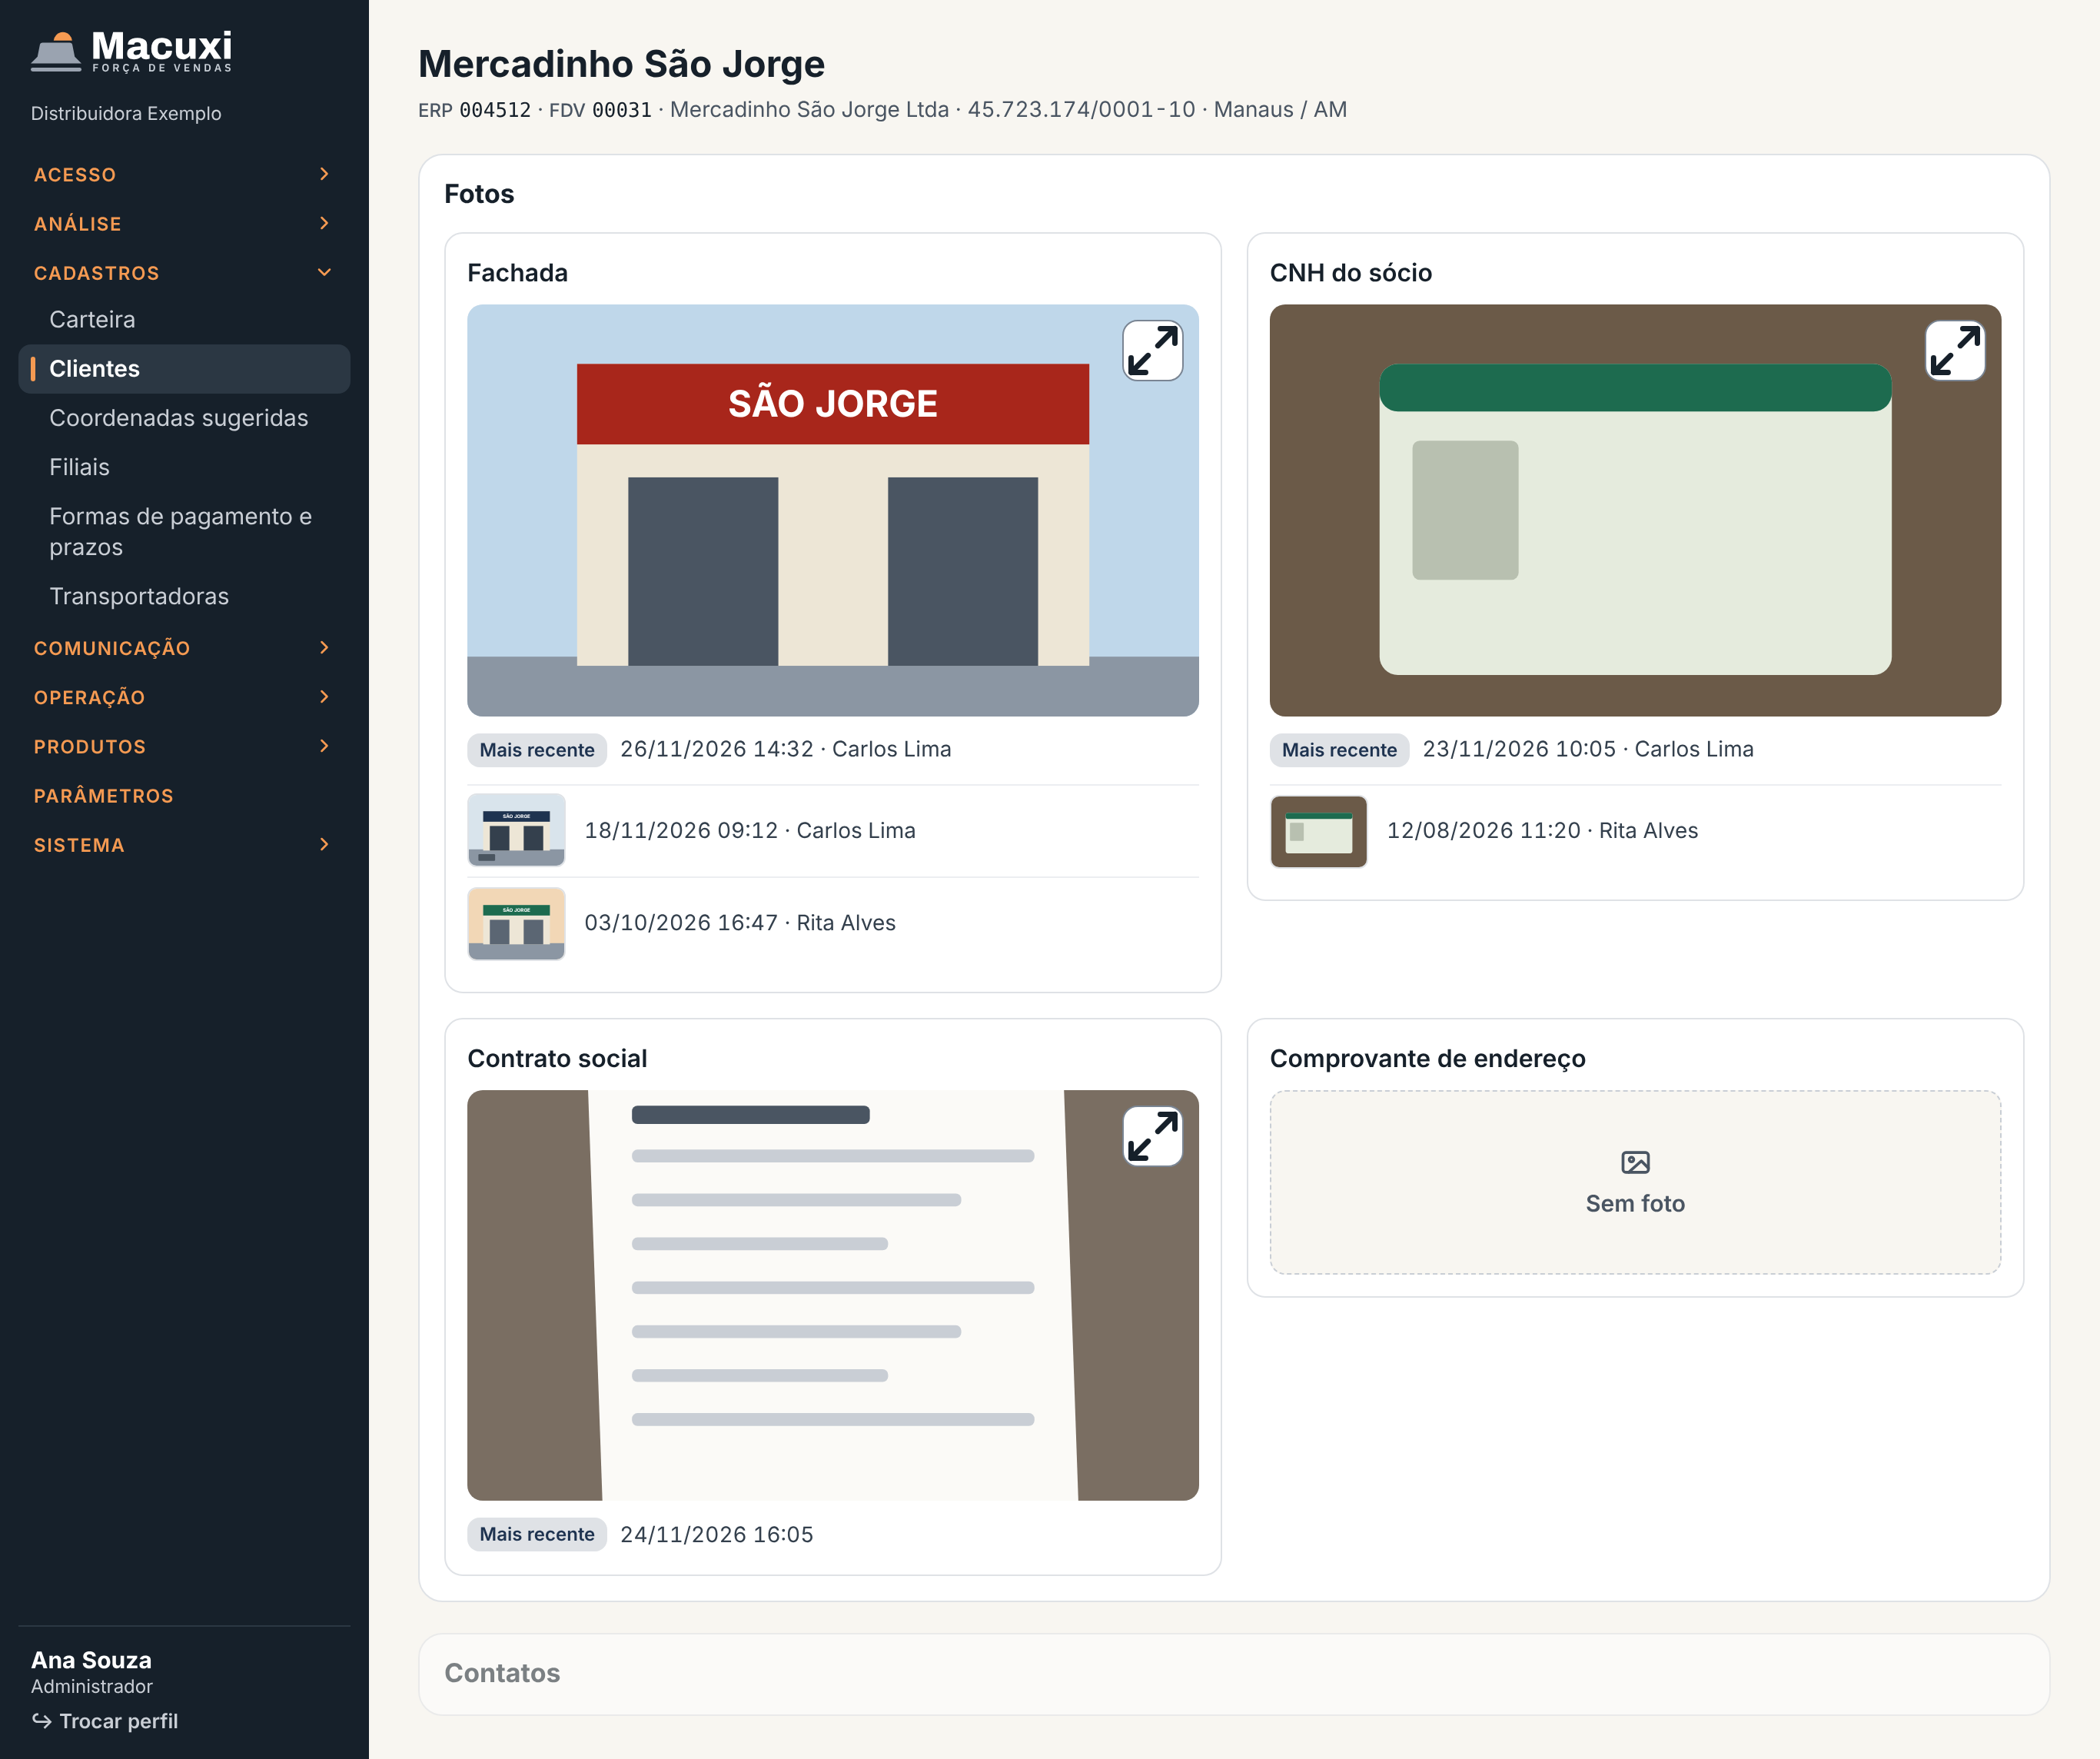 Macuxi
FORÇA DE VENDAS
Distribuidora Exemplo
ACESSO
ANÁLISE
CADASTROS
Carteira
Clientes
Coordenadas sugeridas
Filiais
Formas de pagamento e
prazos
Transportadoras
COMUNICAÇÃO
OPERAÇÃO
PRODUTOS
PARÂMETROS
SISTEMA
Ana Souza
Administrador
Trocar perfil
Mercadinho São Jorge
ERP 004512 · FDV 00031 · Mercadinho São Jorge Ltda · 45.723.174/0001-10 · Manaus / AM
Fotos
Fachada
SÃO JORGE
Mais recente 26/11/2026 14:32 · Carlos Lima
SÃO JORGE
18/11/2026 09:12 · Carlos Lima
SÃO JORGE
03/10/2026 16:47 · Rita Alves
CNH do sócio
Mais recente 23/11/2026 10:05 · Carlos Lima
12/08/2026 11:20 · Rita Alves
Contrato social
Mais recente 24/11/2026 16:05
Comprovante de endereço
Sem foto
Contatos